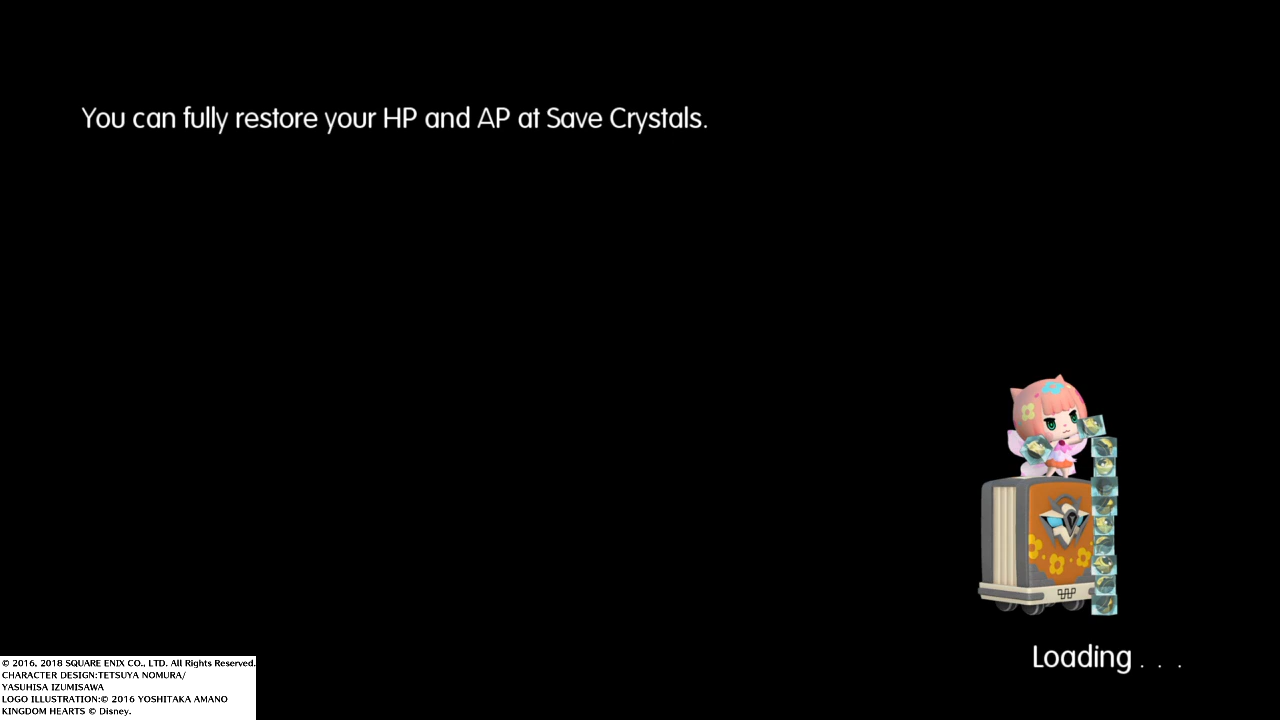 You can fully restore your HP and AP at Save Crystals.
Loading . . .
© 2016, 2018 SQUARE ENIX CO., LTD. All Rights Reserved.
CHARACTER DESIGN:TETSUYA NOMURA/
YASUHISA IZUMISAWA
LOGO ILLUSTRATION:© 2016 YOSHITAKA AMANO
KINGDOM HEARTS © Disney.